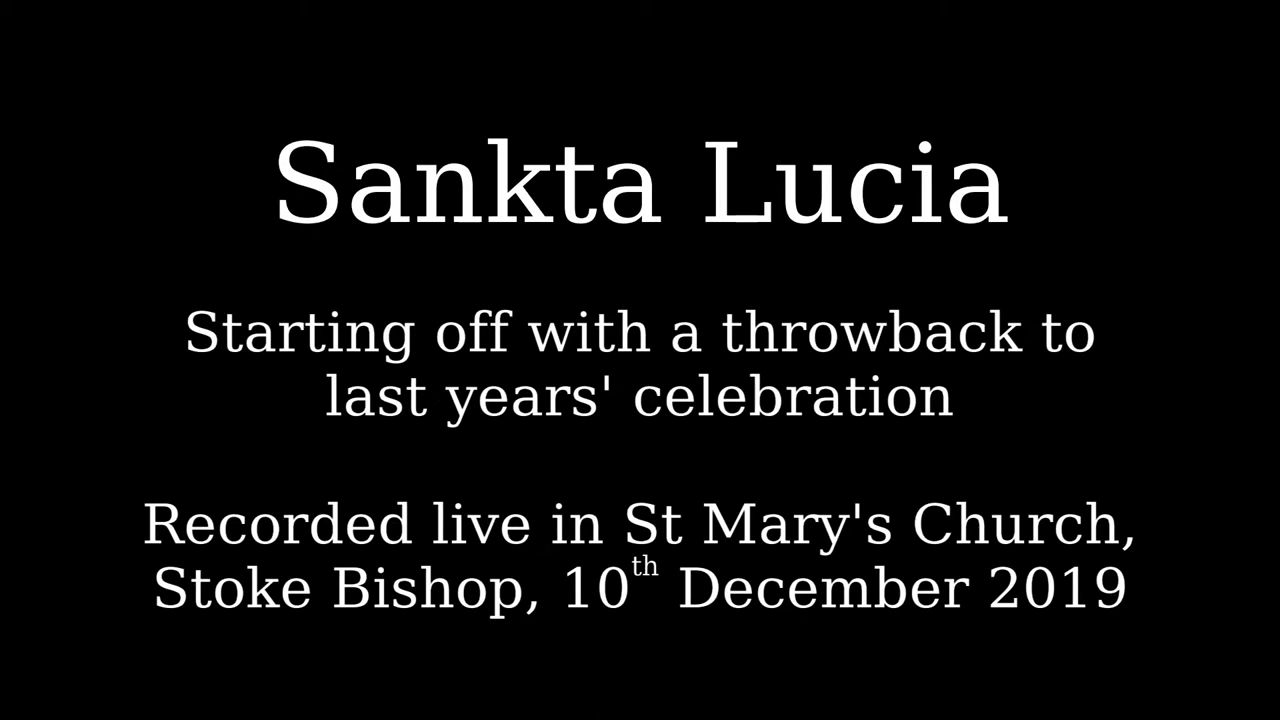 Sankta Lucia
Starting off with a throwback to
last years' celebration
Recorded live in St Mary's Church,
Stoke Bishop, 10th December 2019